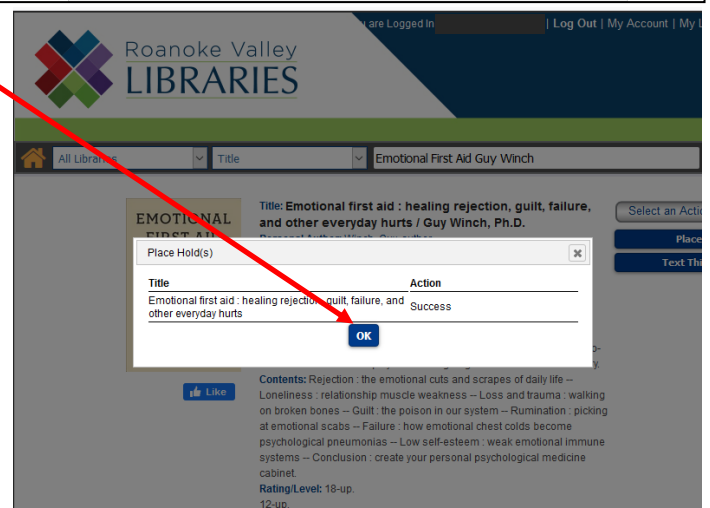 are Logged In | Log Out | My Account | My L
Roanoke Valley
LIBRARIES
All Libraries Title Emotional First Aid Guy Winch
EMOTIONAL
FIRST AID
Title: Emotional first aid : healing rejection, guilt, failure,
and other everyday hurts / Guy Winch, Ph.D.
Personal Author: Winch, Guy, author.
Select an Actio
Place
Text Thi
Place Hold(s)
Title Action
Emotional first aid : healing rejection, guilt, failure, and
other everyday hurts
Success
OK
Like
Contents: Rejection : the emotional cuts and scrapes of daily life --
Loneliness : relationship muscle weakness -- Loss and trauma : walking
on broken bones -- Guilt : the poison in our system -- Rumination : picking
at emotional scabs -- Failure : how emotional chest colds become
psychological pneumonias -- Low self-esteem : weak emotional immune
systems -- Conclusion : create your personal psychological medicine
cabinet.
Rating/Level: 18-up.
12-up.